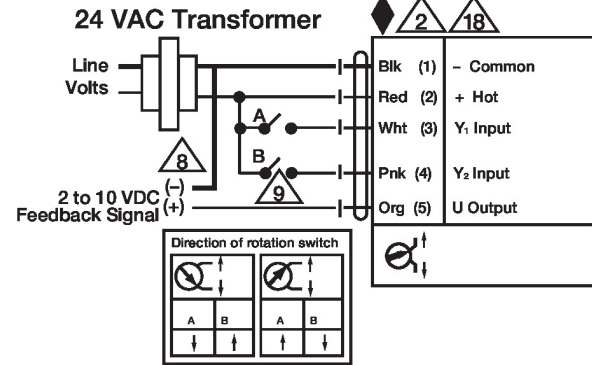 24 VAC Transformer
2 18
Line
Volts
Blk (1) – Common
Red (2) + Hot
A
Wht (3) Y1 Input
B
Pnk (4) Y2 Input
8
9
(–)
2 to 10 VDC
Feedback Signal (+)
Org (5) U Output
Direction of rotation switch
A B A B